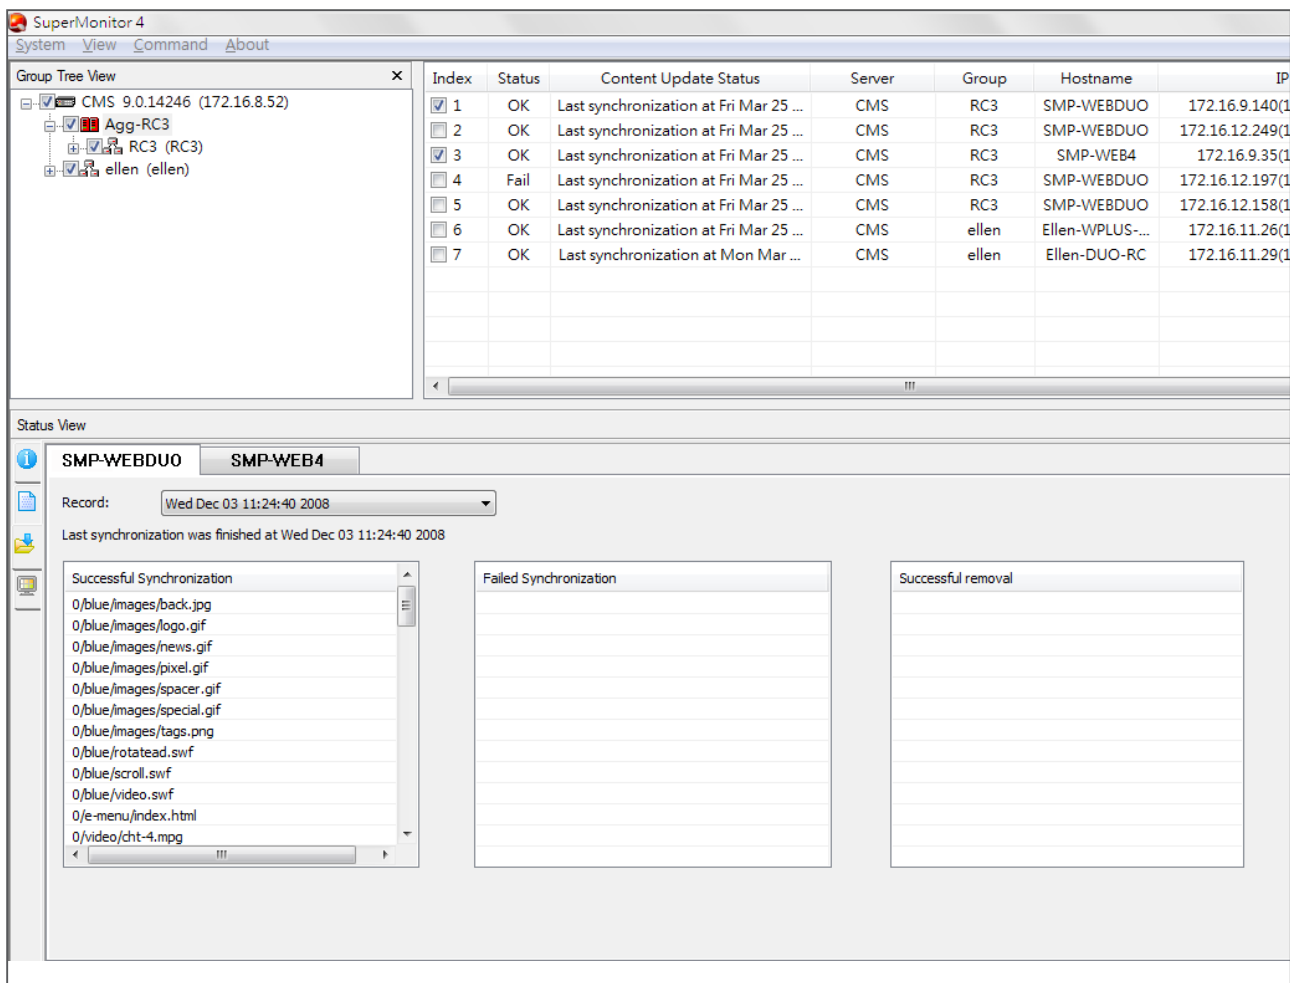 SuperMonitor 4
System View Command About
Group Tree View
CMS 9.0.14246 (172.16.8.52)
Agg-RC3
RC3 (RC3)
ellen (ellen)
Index Status Content Update Status Server Group Hostname IP
1 OK Last synchronization at Fri Mar 25 ... CMS RC3 SMP-WEBDUO 172.16.9.140(1
2 OK Last synchronization at Fri Mar 25 ... CMS RC3 SMP-WEBDUO 172.16.12.249(1
3 OK Last synchronization at Fri Mar 25 ... CMS RC3 SMP-WEB4 172.16.9.35(1
4 Fail Last synchronization at Fri Mar 25 ... CMS RC3 SMP-WEBDUO 172.16.12.197(1
5 OK Last synchronization at Fri Mar 25 ... CMS RC3 SMP-WEBDUO 172.16.12.158(1
6 OK Last synchronization at Fri Mar 25 ... CMS ellen Ellen-WPLUS-... 172.16.11.26(1
7 OK Last synchronization at Mon Mar ... CMS ellen Ellen-DUO-RC 172.16.11.29(1
Status View
SMP-WEBDUO SMP-WEB4
Record: Wed Dec 03 11:24:40 2008
Last synchronization was finished at Wed Dec 03 11:24:40 2008
Successful Synchronization Failed Synchronization Successful removal
0/blue/images/back.jpg
0/blue/images/logo.gif
0/blue/images/news.gif
0/blue/images/pixel.gif
0/blue/images/spacer.gif
0/blue/images/special.gif
0/blue/images/tags.png
0/blue/rotatead.swf
0/blue/scroll.swf
0/blue/video.swf
0/e-menu/index.html
0/video/cht-4.mpg